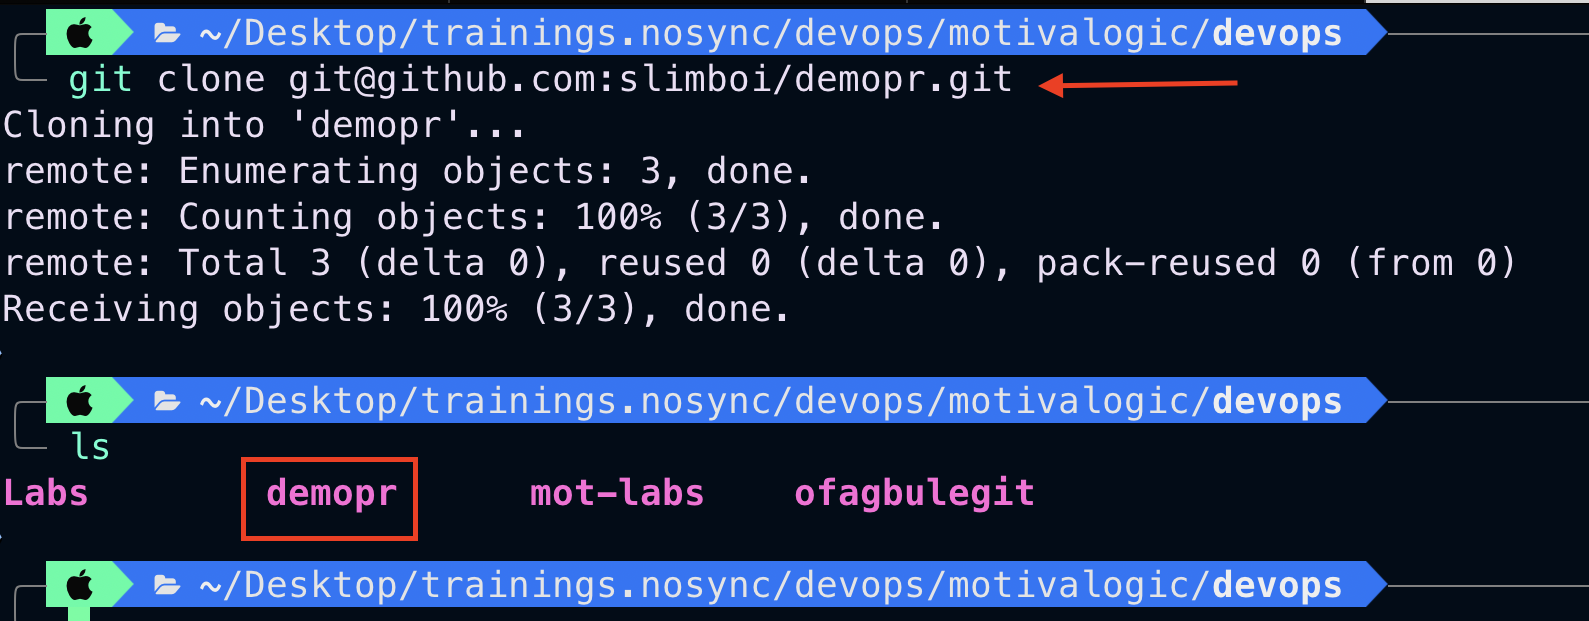 ~/Desktop/trainings.nosync/devops/motivalogic/devops
git clone git@github.com:slimboi/demopr.git
Cloning into 'demopr'...
remote: Enumerating objects: 3, done.
remote: Counting objects: 100% (3/3), done.
remote: Total 3 (delta 0), reused 0 (delta 0), pack-reused 0 (from 0)
Receiving objects: 100% (3/3), done.
~/Desktop/trainings.nosync/devops/motivalogic/devops
ls
Labs demopr mot-labs ofagbulegit
~/Desktop/trainings.nosync/devops/motivalogic/devops